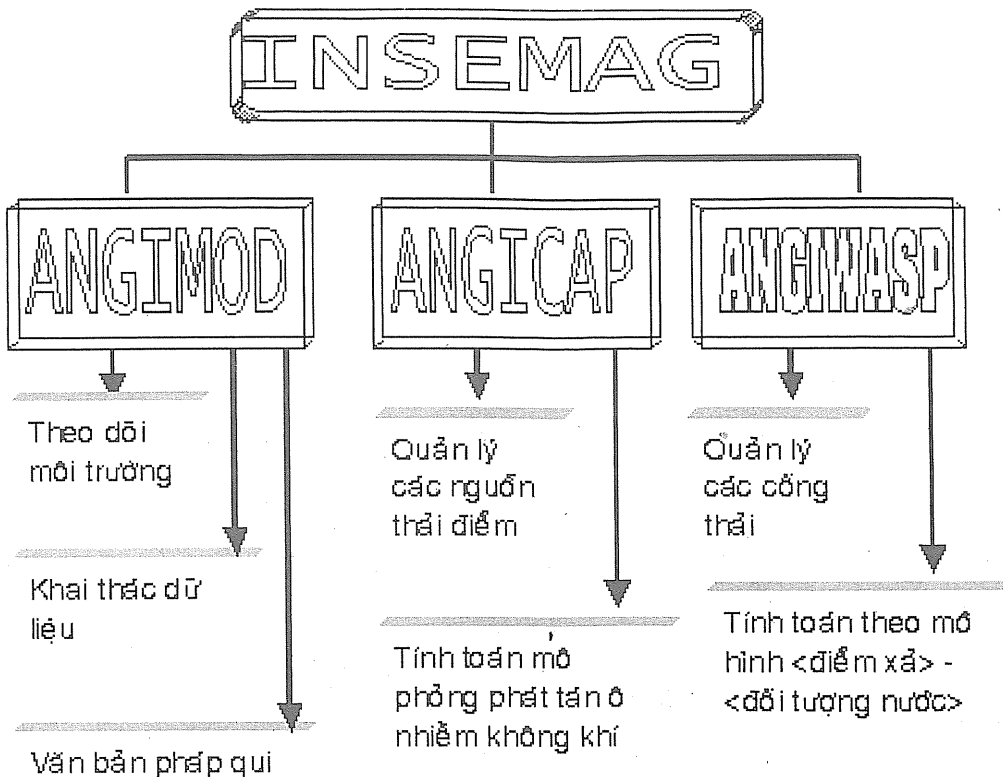 INSEMAG
ANGIMOD
ANGICAP
ANGIWASP
Theo dõi
môi trường
Khai thác dữ
liệu
Văn bản pháp qui
Quản lý
các nguồn
thải điểm
Tính toán mô
phỏng phát tán ô
nhiễm không khí
Quản lý
các cống
thải
Tính toán theo mô
hình <điểm xả> -
<đối tượng nước>